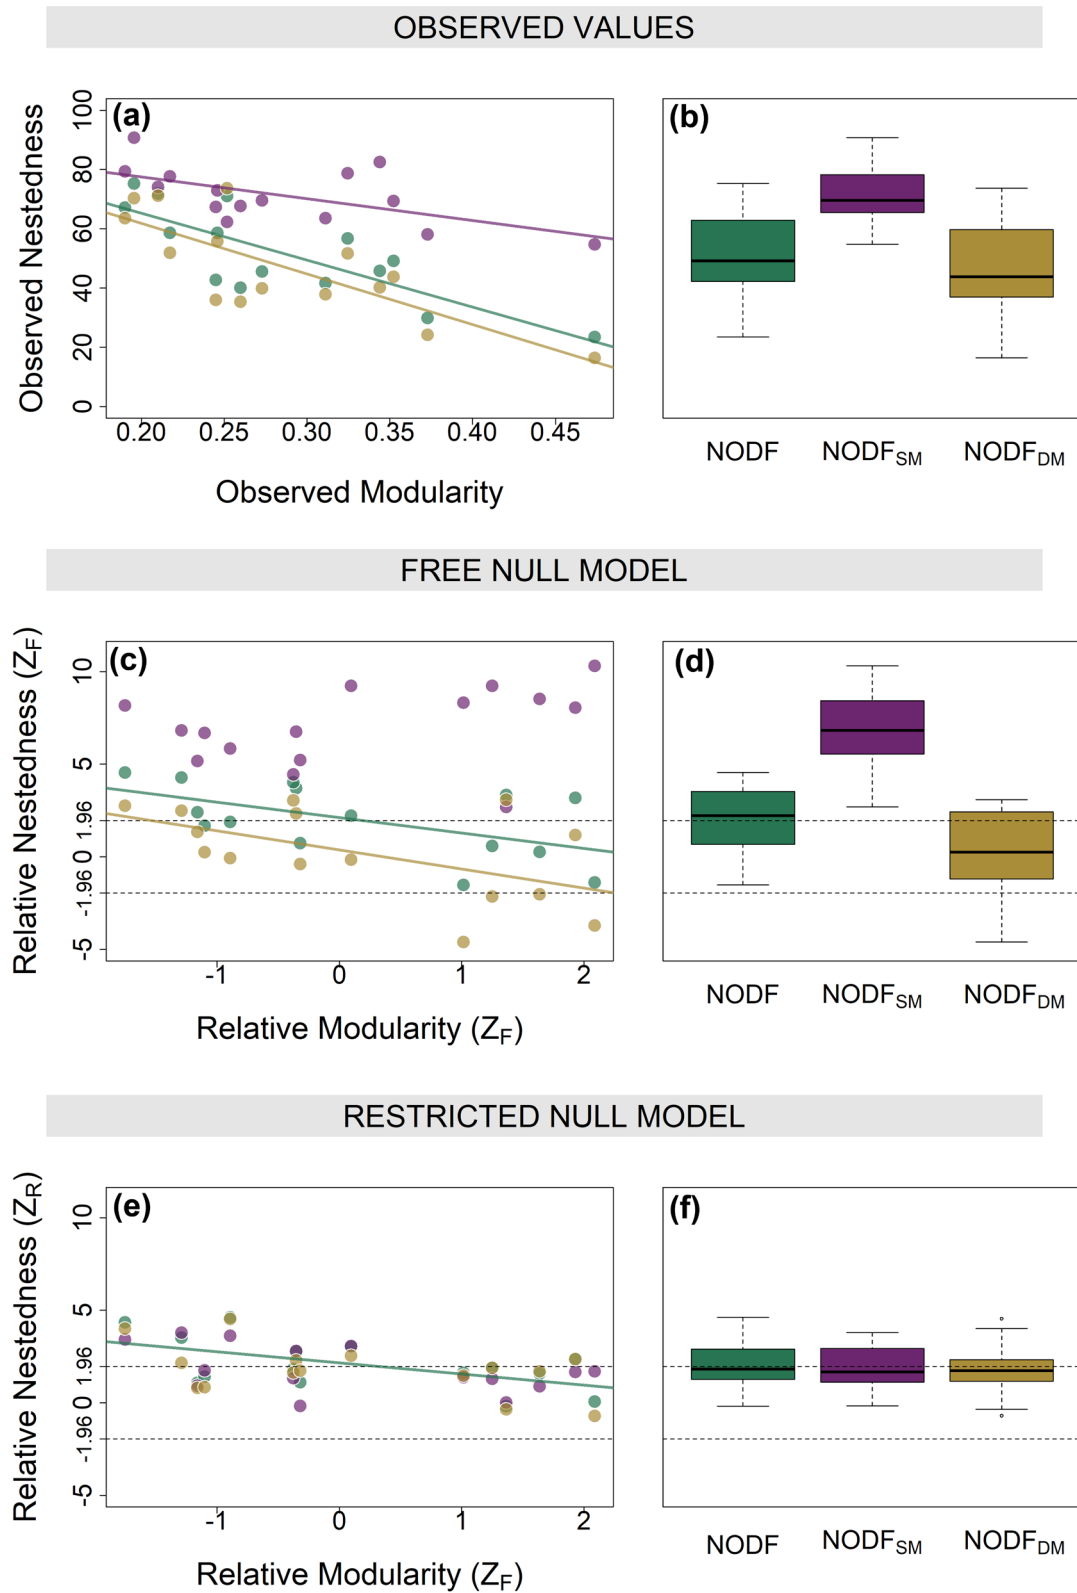 OBSERVED VALUES
(a)
Observed Nestedness
100
80
60
40
20
0
0.20 0.25 0.30 0.35 0.40 0.45
Observed Modularity
(b)
NODF NODFSM NODFDM
FREE NULL MODEL
(c)
Relative Nestedness (ZF)
10
5
1.96
0
-1.96
-5
-1 0 1 2
Relative Modularity (ZF)
(d)
NODF NODFSM NODFDM
RESTRICTED NULL MODEL
(e)
Relative Nestedness (ZR)
10
5
1.96
0
-1.96
-5
-1 0 1 2
Relative Modularity (ZF)
(f)
NODF NODFSM NODFDM